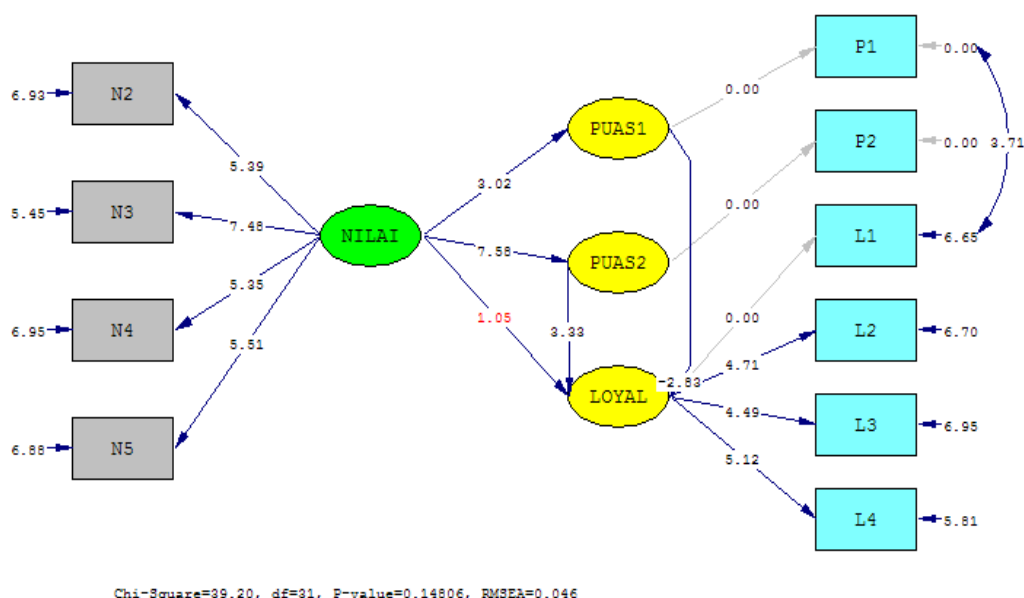 P1
0.00
N2
6.93
0.00
PUAS1
P2
0.00
3.71
5.39
3.02
0.00
N3
5.45
7.48
NILAI
7.58
PUAS2
L1
6.65
5.35
1.05
3.33
0.00
N4
6.95
5.51
4.71
L2
6.70
-2.83
LOYAL
4.49
L3
6.95
N5
6.88
5.12
L4
5.81
Chi-Square=39.20, df=31, P-value=0.14806, RMSEA=0.046